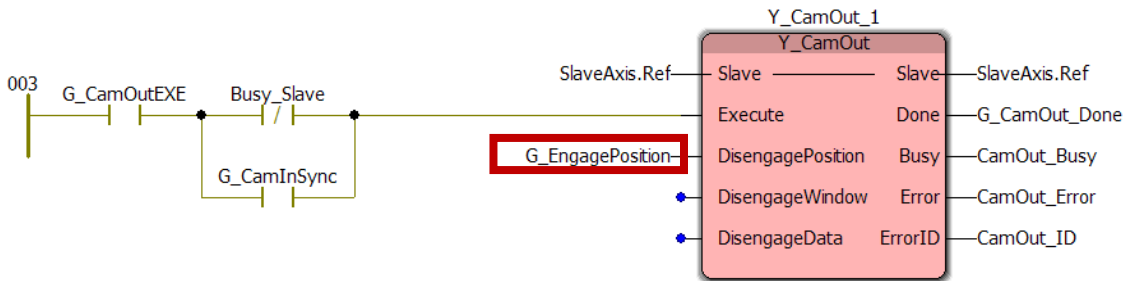 Y_CamOut_1
Y_CamOut
003
G_CamOutEXE
Busy_Slave
G_CamInSync
SlaveAxis.Ref Slave Slave SlaveAxis.Ref
Execute Done G_CamOut_Done
G_EngagePosition DisengagePosition Busy CamOut_Busy
DisengageWindow Error CamOut_Error
DisengageData ErrorID CamOut_ID